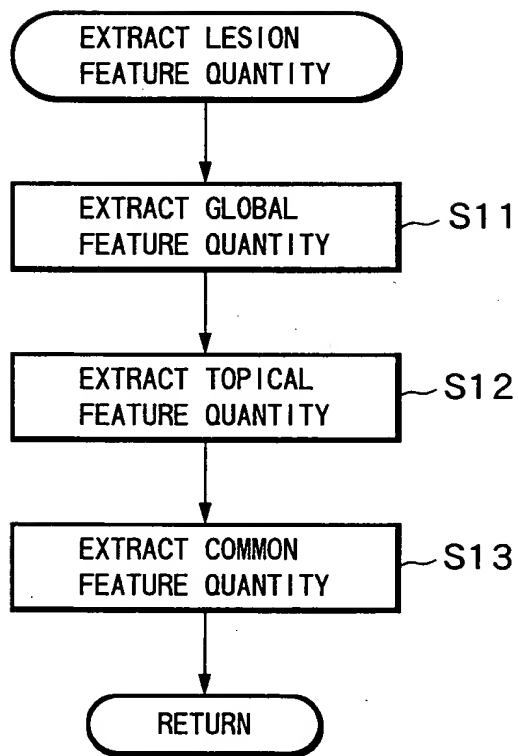 EXTRACT LESION
FEATURE QUANTITY
EXTRACT GLOBAL
FEATURE QUANTITY
S11
EXTRACT TOPICAL
FEATURE QUANTITY
S12
EXTRACT COMMON
FEATURE QUANTITY
S13
RETURN